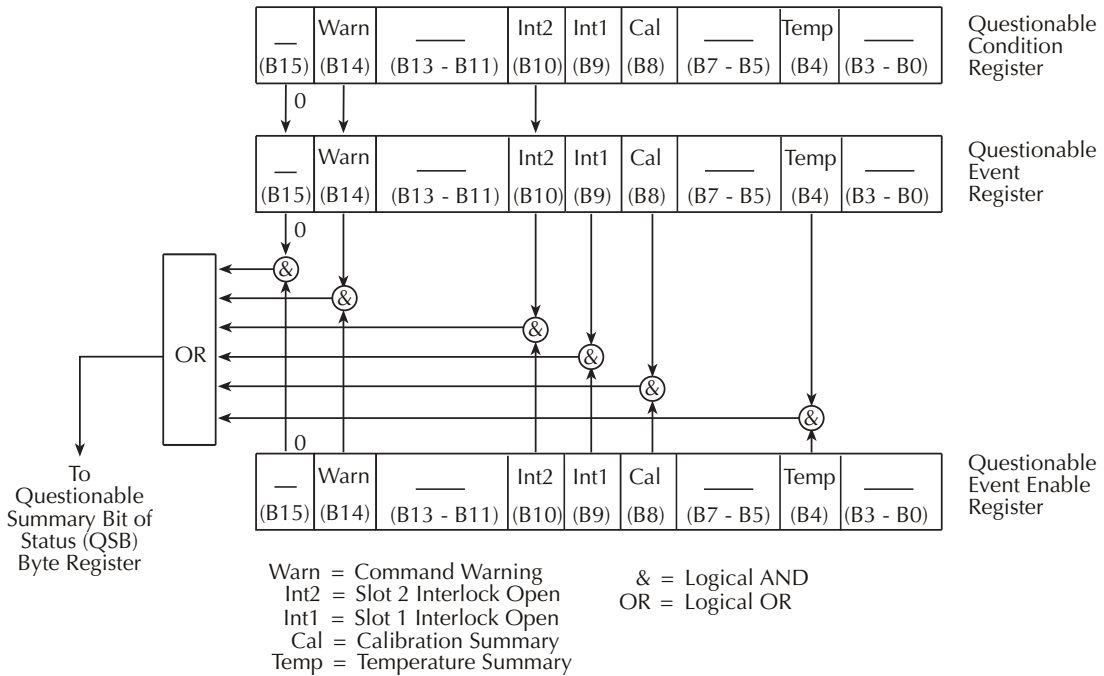 Warn Int2 Int1 Cal Temp
(B15) (B14) (B13 - B11) (B10) (B9) (B8) (B7 - B5) (B4) (B3 - B0)
Questionable
Condition
Register
0
Warn Int2 Int1 Cal Temp
(B15) (B14) (B13 - B11) (B10) (B9) (B8) (B7 - B5) (B4) (B3 - B0)
Questionable
Event
Register
0
&
&
&
OR
&
&
&
0
To
Questionable
Summary Bit of
Status (QSB)
Byte Register
Warn Int2 Int1 Cal Temp
(B15) (B14) (B13 - B11) (B10) (B9) (B8) (B7 - B5) (B4) (B3 - B0)
Questionable
Event Enable
Register
Warn = Command Warning
Int2 = Slot 2 Interlock Open
Int1 = Slot 1 Interlock Open
Cal = Calibration Summary
Temp = Temperature Summary
& = Logical AND
OR = Logical OR